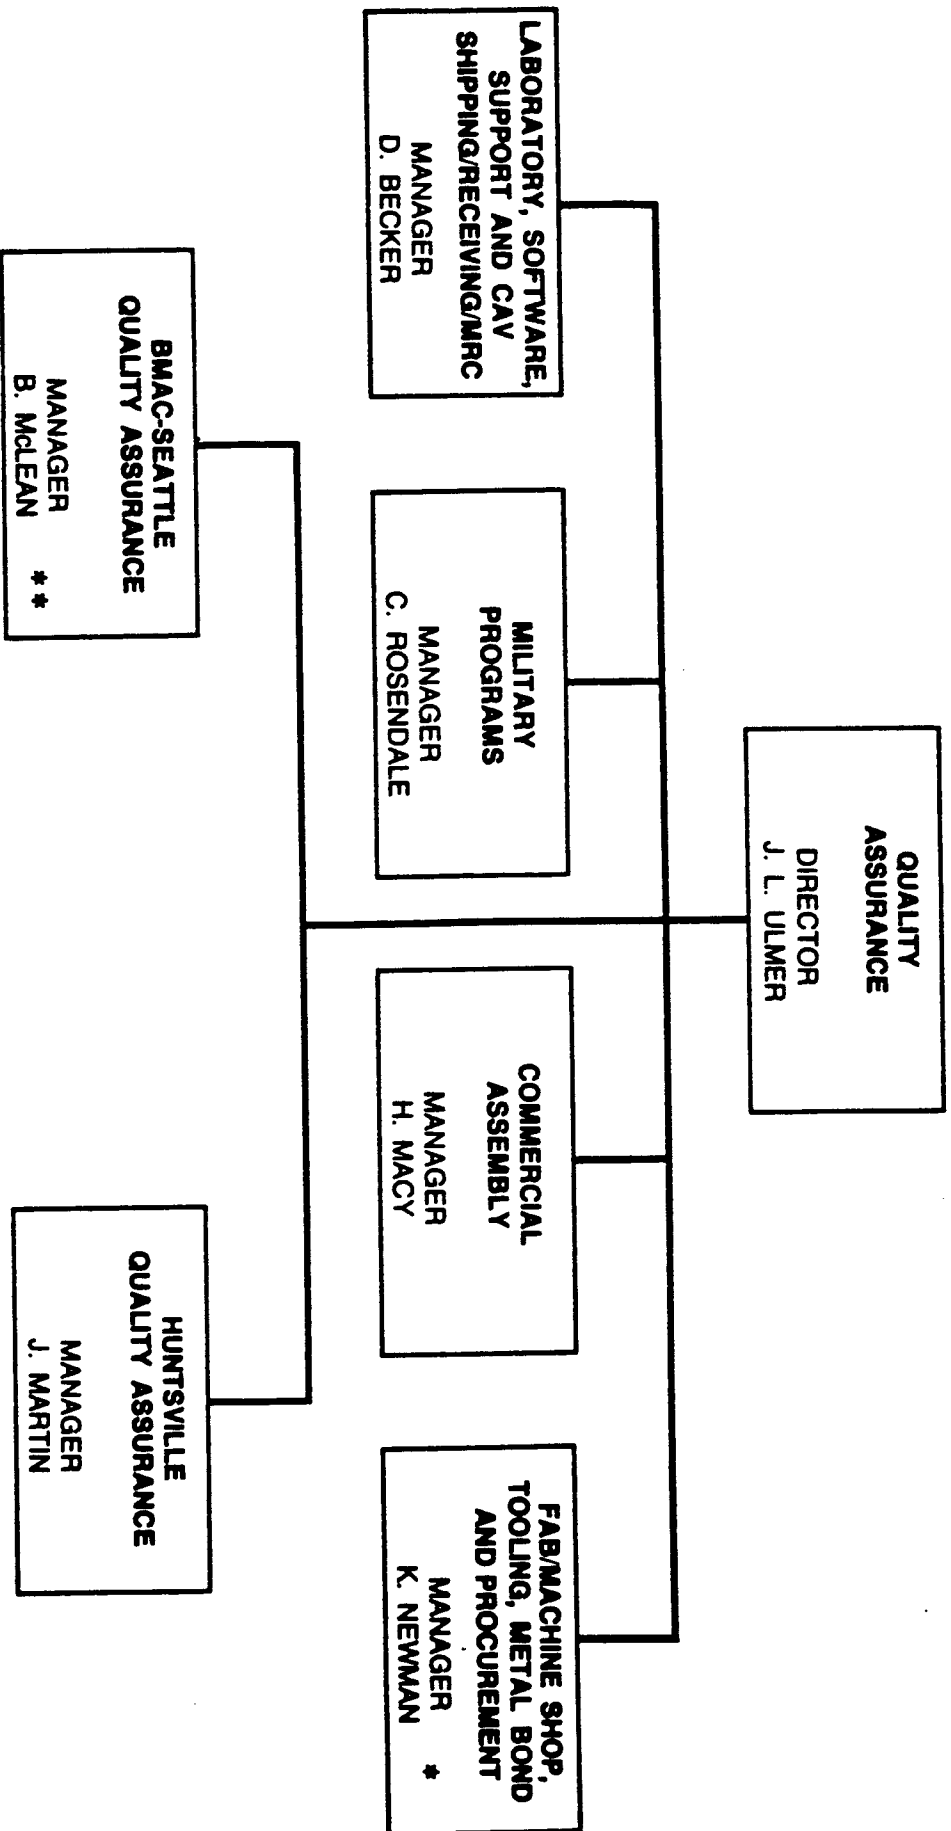 QUALITY
ASSURANCE
DIRECTOR
J. L. ULMER
LABORATORY, SOFTWARE,
SUPPORT AND CAV
SHIPPING/RECEIVING/MRC
MANAGER
D. BECKER
MILITARY
PROGRAMS
MANAGER
C. ROSENDALE
COMMERCIAL
ASSEMBLY
MANAGER
H. MACY
FAB/MACHINE SHOP,
TOOLING, METAL BOND
AND PROCUREMENT
MANAGER *
K. NEWMAN
BMAC-SEATTLE
QUALITY ASSURANCE
MANAGER **
B. McLEAN
HUNTSVILLE
QUALITY ASSURANCE
MANAGER
J. MARTIN